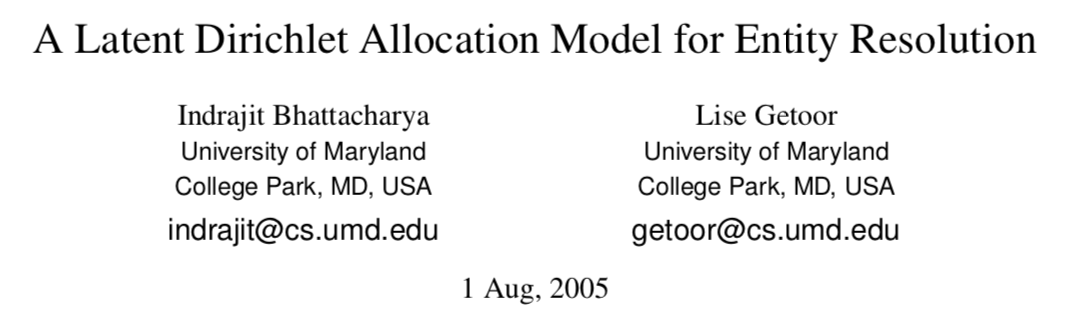 A Latent Dirichlet Allocation Model for Entity Resolution
Indrajit Bhattacharya
University of Maryland
College Park, MD, USA
indrajit@cs.umd.edu
Lise Getoor
University of Maryland
College Park, MD, USA
getoor@cs.umd.edu
1 Aug, 2005